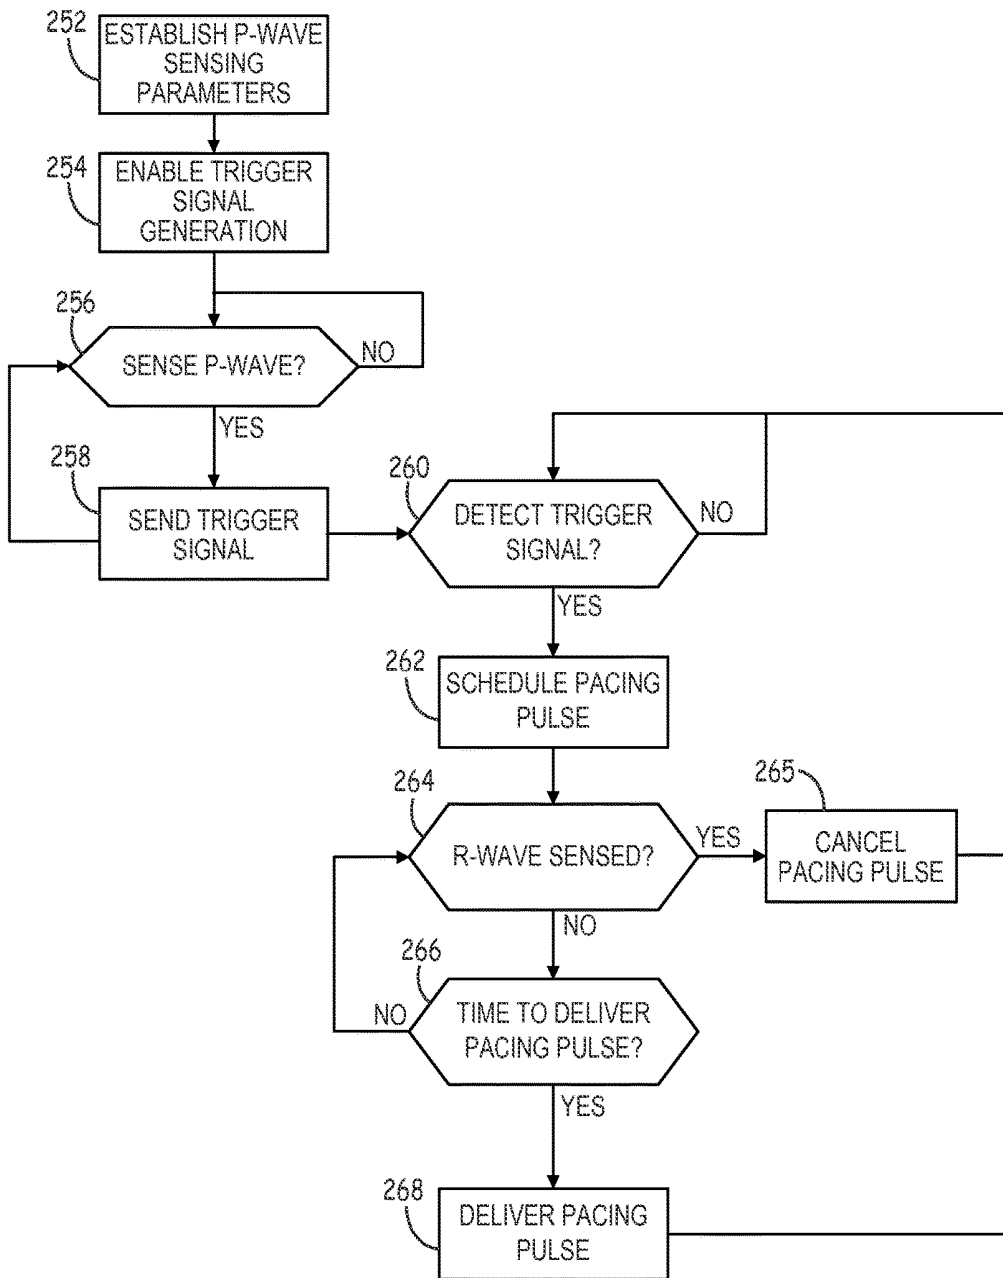 252
ESTABLISH P-WAVE
SENSING
PARAMETERS
254
ENABLE TRIGGER
SIGNAL
GENERATION
256
SENSE P-WAVE?
NO
YES
258
SEND TRIGGER
SIGNAL
260
DETECT TRIGGER
SIGNAL?
NO
YES
262
SCHEDULE PACING
PULSE
264
R-WAVE SENSED?
YES
265
CANCEL
PACING PULSE
NO
266
TIME TO DELIVER
PACING PULSE?
NO
YES
268
DELIVER PACING
PULSE